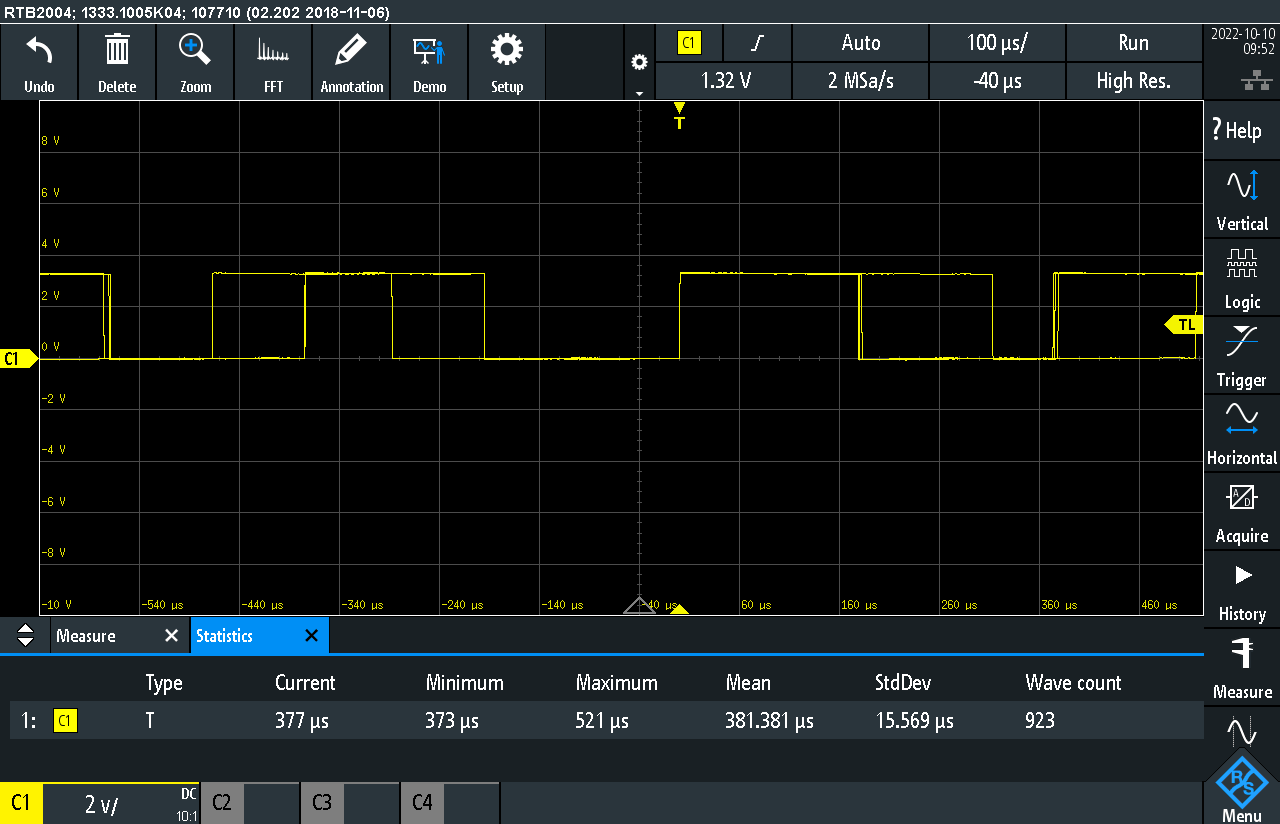 RTB2004; 1333.1005K04; 107710 (02.202 2018-11-06)
Undo
Delete
Zoom
FFT
Annotation
Demo
Setup
C1
Auto
100 µs/
Run
1.32 V
2 MSa/s
-40 µs
High Res.
2022-10-10
09:52
T
8 V
6 V
4 V
2 V
0 V
-2 V
-4 V
-6 V
-8 V
-10 V
C1
TL
-540 µs
-440 µs
-340 µs
-240 µs
-140 µs
-40 µs
60 µs
160 µs
260 µs
360 µs
460 µs
? Help
Vertical
Logic
Trigger
Horizontal
A/D
Acquire
History
Measure
R&S
Menu
Measure
Statistics
Type Current Minimum Maximum Mean StdDev Wave count
1: C1 T 377 µs 373 µs 521 µs 381.381 µs 15.569 µs 923
C1
2 V/
DC
10:1
C2
C3
C4